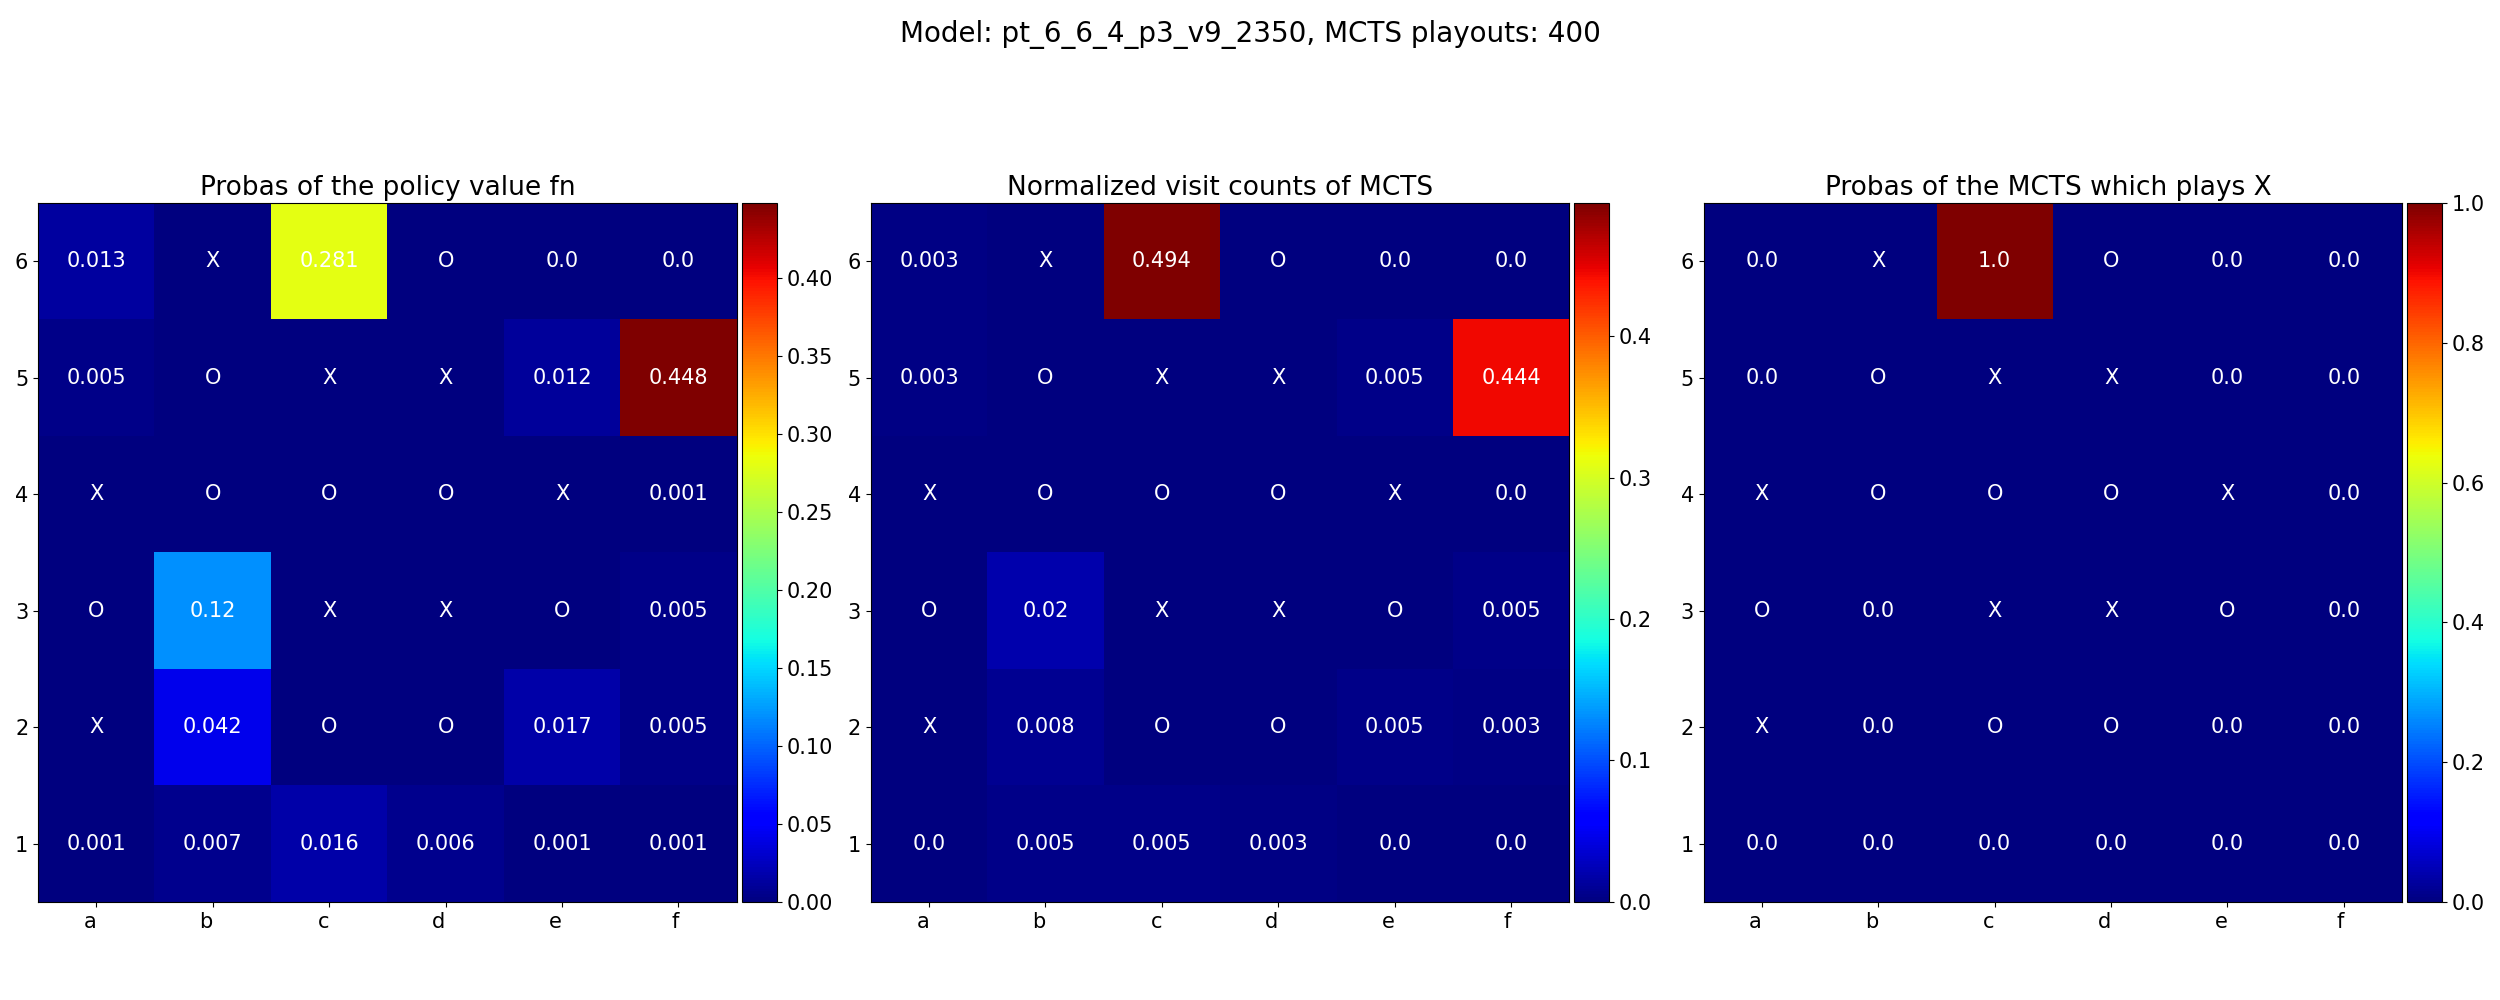 Model: pt_6_6_4_p3_v9_2350, MCTS playouts: 400
Probas of the policy value fn
6 0.013 X 0.281 O 0.0 0.0
5 0.005 O X X 0.012 0.448
4 X O O O X 0.001
3 O 0.12 X X O 0.005
2 X 0.042 O O 0.017 0.005
1 0.001 0.007 0.016 0.006 0.001 0.001
a b c d e f
0.40
0.35
0.30
0.25
0.20
0.15
0.10
0.05
0.00
Normalized visit counts of MCTS
6 0.003 X 0.494 O 0.0 0.0
5 0.003 O X X 0.005 0.444
4 X O O O X 0.0
3 O 0.02 X X O 0.005
2 X 0.008 O O 0.005 0.003
1 0.0 0.005 0.005 0.003 0.0 0.0
a b c d e f
0.4
0.3
0.2
0.1
0.0
Probas of the MCTS which plays X
6 0.0 X 1.0 O 0.0 0.0
5 0.0 O X X 0.0 0.0
4 X O O O X 0.0
3 O 0.0 X X O 0.0
2 X 0.0 O O 0.0 0.0
1 0.0 0.0 0.0 0.0 0.0 0.0
a b c d e f
1.0
0.8
0.6
0.4
0.2
0.0